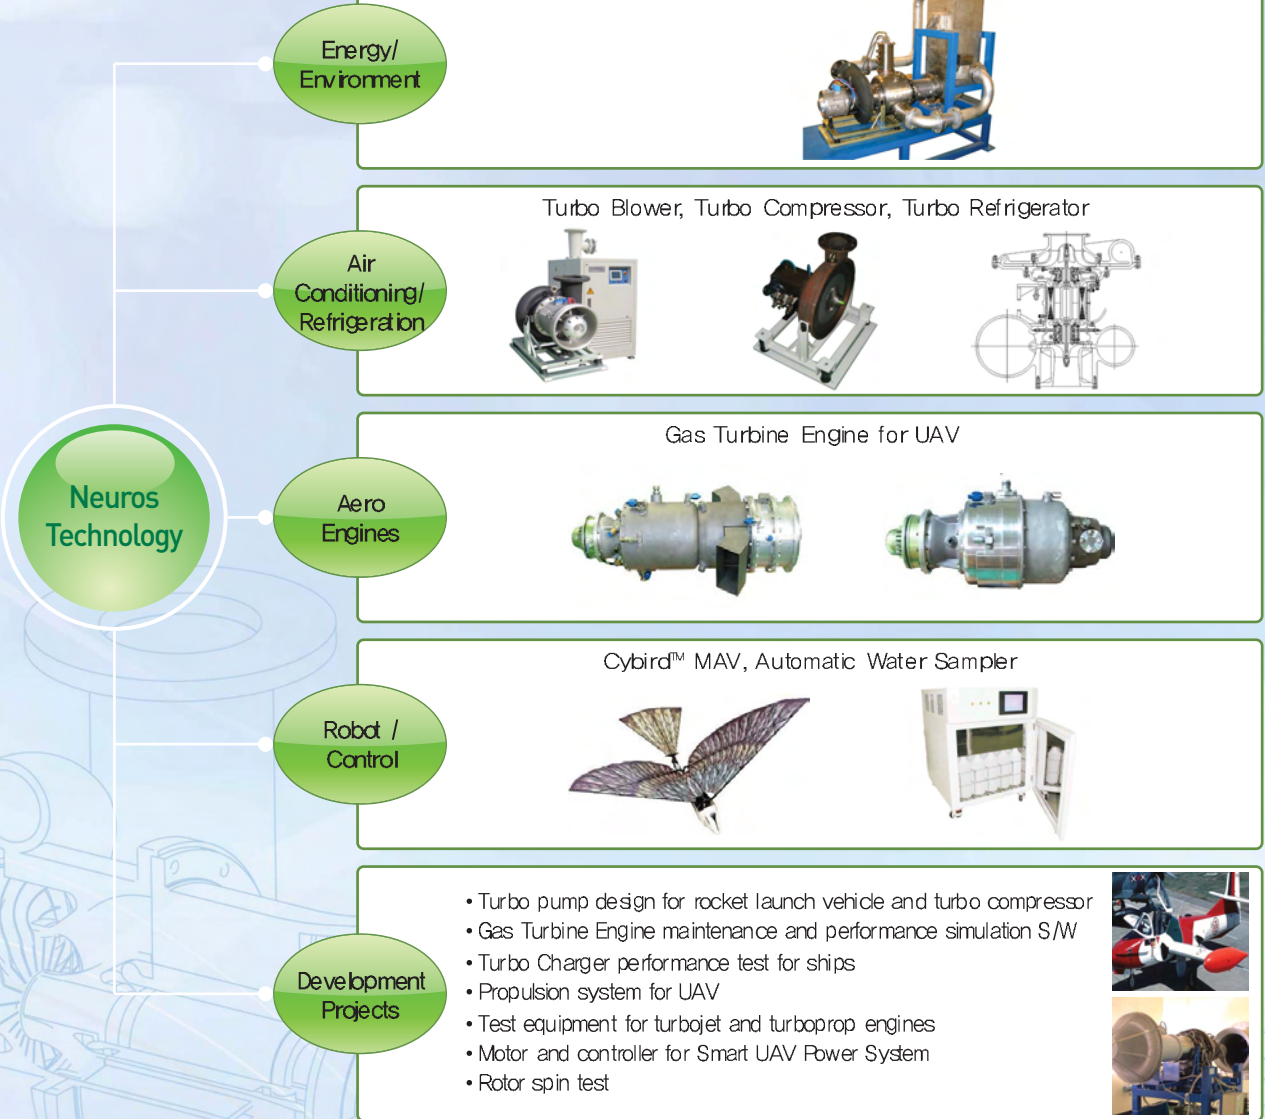 Energy/
Environment
Turbo Blower, Turbo Compressor, Turbo Refrigerator
Air
Conditioning/
Refrigeration
Gas Turbine Engine for UAV
Neuros
Technology
Aero
Engines
Cybird™ MAV, Automatic Water Sampler
Robot /
Control
• Turbo pump design for rocket launch vehicle and turbo compressor
• Gas Turbine Engine maintenance and performance simulation S/W
• Turbo Charger performance test for ships
• Propulsion system for UAV
• Test equipment for turbojet and turboprop engines
• Motor and controller for Smart UAV Power System
• Rotor spin test
Development
Projects